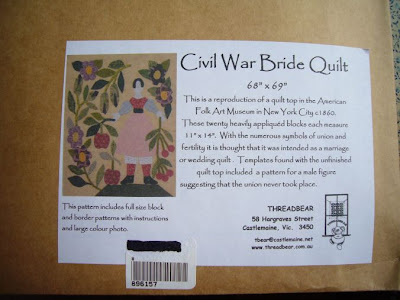 Civil War Bride Quilt
68" x 69"
This is a reproduction of a quilt top in the American
Folk Art Museum in New York City c1860.
These twenty heavily appliquéd blocks each measure
11" x 14". With the numerous symbols of union and
fertility it is thought that it was intended as a marriage
or wedding quilt. Templates found with the unfinished
quilt top included a pattern for a male figure
suggesting that the union never took place.
This pattern includes full size block
and border patterns with instructions
and large colour photo.
THREADBEAR
58 Hargraves Street
Castlemaine, Vic. 3450
tbear@castlemaine.net
www.threadbear.com.au
896157